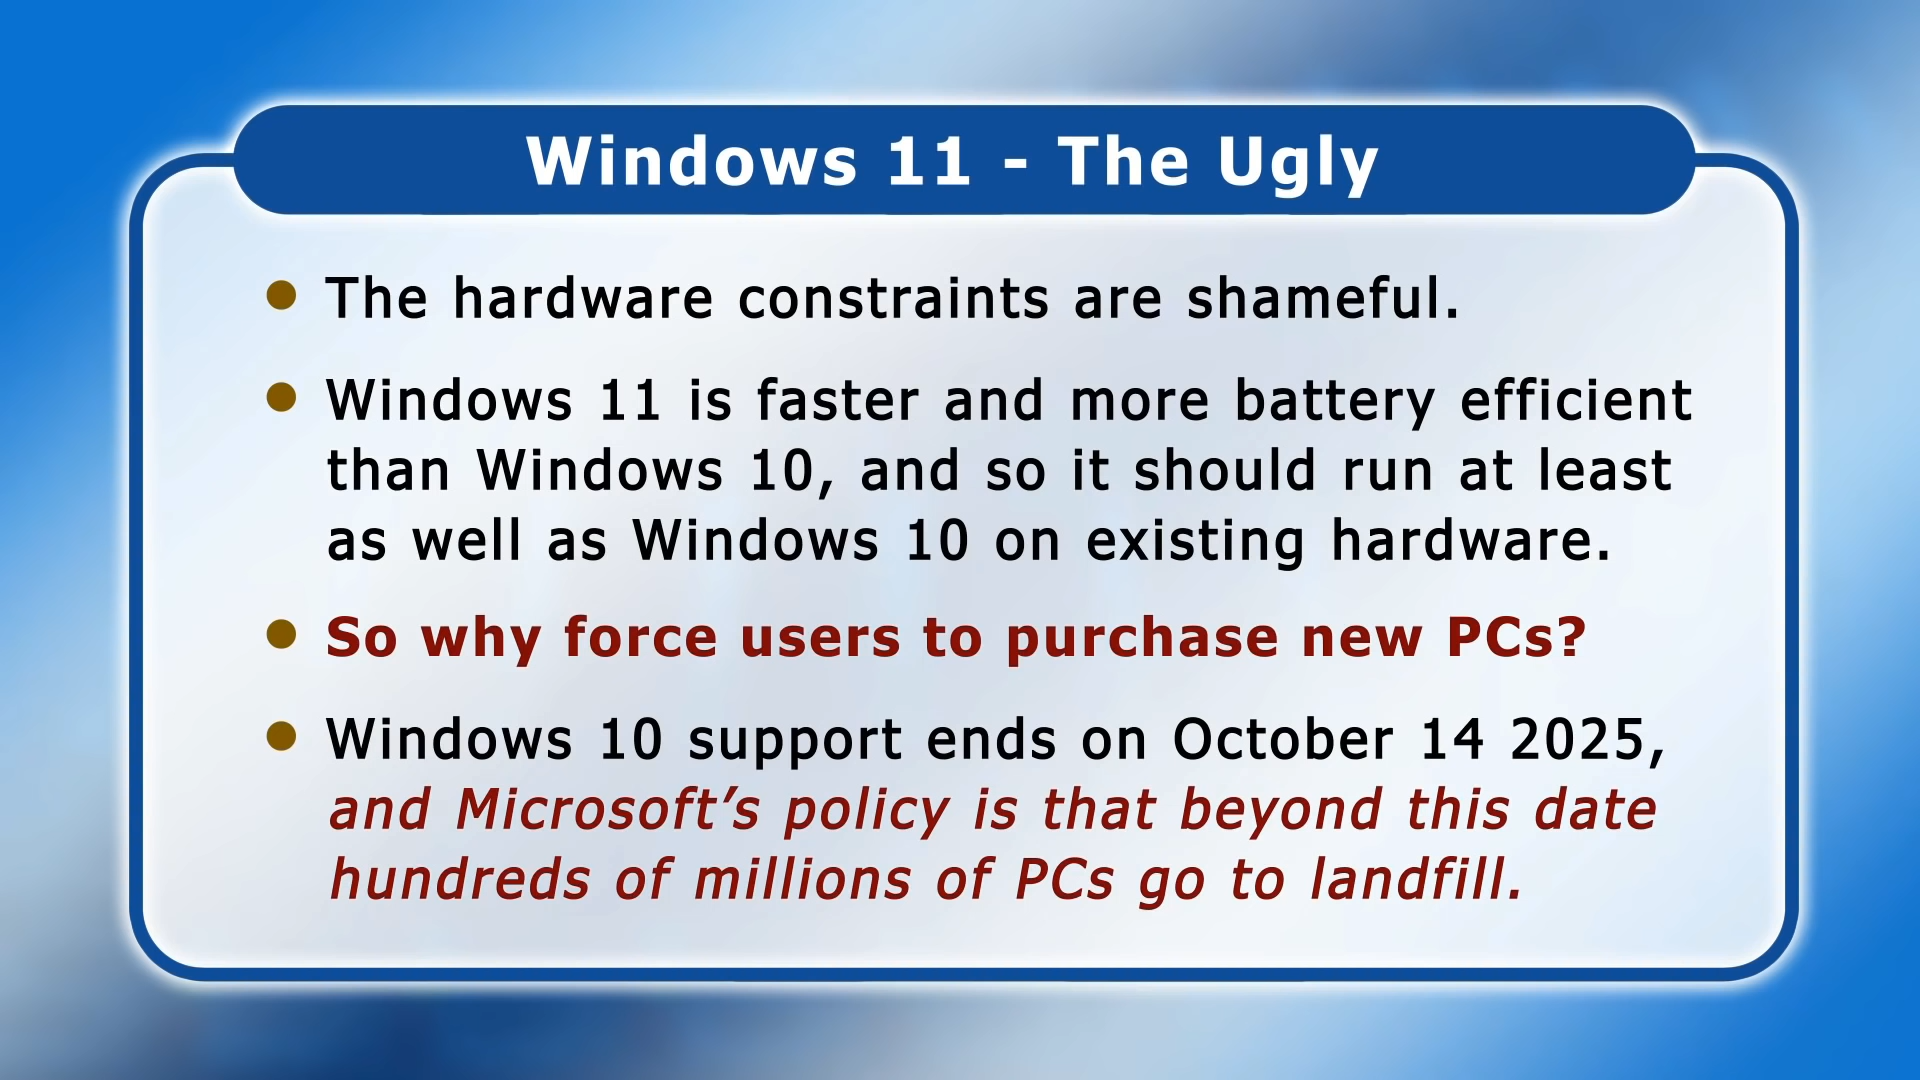 Windows 11 - The Ugly
The hardware constraints are shameful.
Windows 11 is faster and more battery efficient
than Windows 10, and so it should run at least
as well as Windows 10 on existing hardware.
So why force users to purchase new PCs?
Windows 10 support ends on October 14 2025,
and Microsoft’s policy is that beyond this date
hundreds of millions of PCs go to landfill.